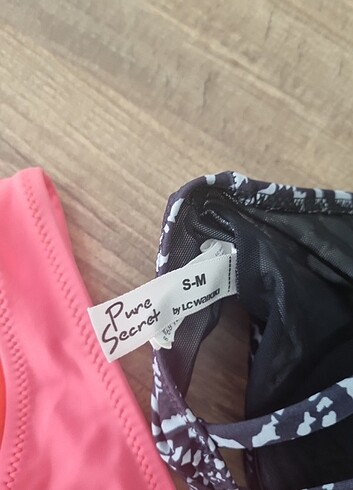 Pure
Secret
S-M
by LC WAIKIKI